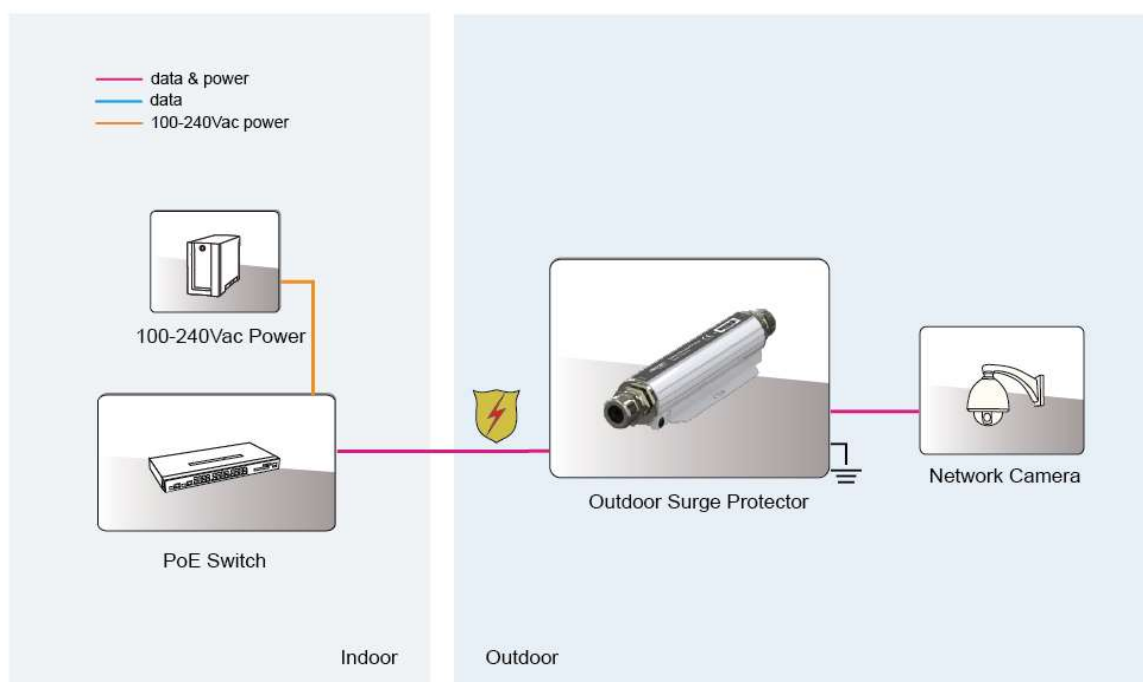 data & power
data
100-240Vac power
100-240Vac Power
PoE Switch
Outdoor Surge Protector
Network Camera
Indoor
Outdoor